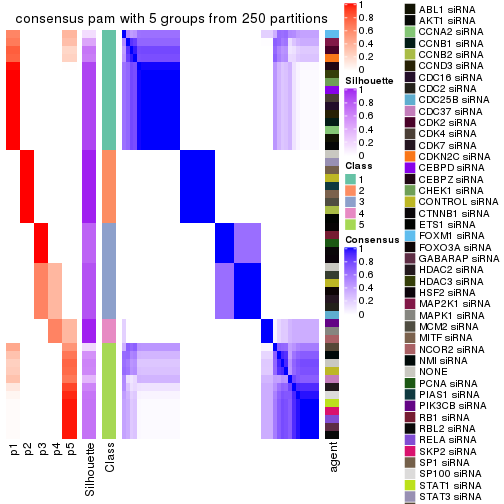 consensus pam with 5 groups from 250 partitions
1
0.8
0.6
0.4
0.2
0
Silhouette
1
0.8
0.6
0.4
0.2
0
Class
1
2
3
4
5
Consensus
1
0.8
0.6
0.4
0.2
0
p1
p2
p3
p4
p5
Silhouette
Class
agent
ABL1 siRNA
AKT1 siRNA
CCNA2 siRNA
CCNB1 siRNA
CCNB2 siRNA
CCND3 siRNA
CDC16 siRNA
CDC2 siRNA
CDC25B siRNA
CDC37 siRNA
CDK2 siRNA
CDK4 siRNA
CDK7 siRNA
CDKN2C siRNA
CEBPD siRNA
CEBPZ siRNA
CHEK1 siRNA
CONTROL siRNA
CTNNB1 siRNA
ETS1 siRNA
FOXM1 siRNA
FOXO3A siRNA
GABARAP siRNA
HDAC2 siRNA
HDAC3 siRNA
HSF2 siRNA
MAP2K1 siRNA
MAPK1 siRNA
MCM2 siRNA
MITF siRNA
NCOR2 siRNA
NMI siRNA
NONE
PCNA siRNA
PIAS1 siRNA
PIK3CB siRNA
RB1 siRNA
RBL2 siRNA
RELA siRNA
SKP2 siRNA
SP1 siRNA
SP100 siRNA
STAT1 siRNA
STAT3 siRNA